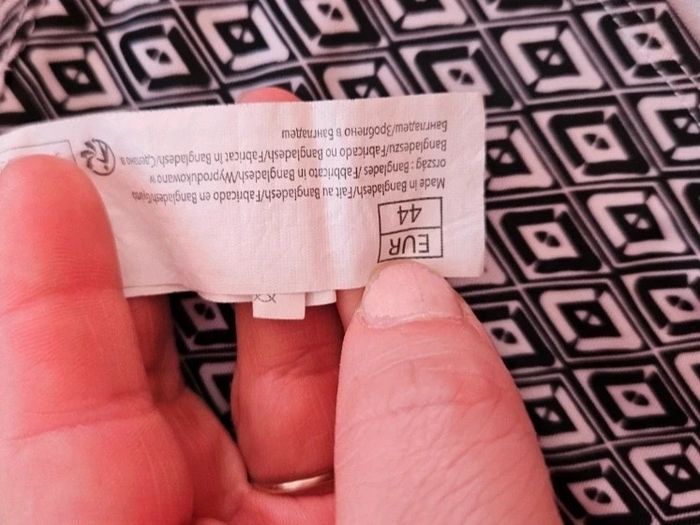 EUR
44
Made in Bangladesh/Fait au Bangladesh/Fabricado en Bangladesh/Gyártó
ország : Banglades /Fabbricato in Bangladesh/Wyprodukowano w
Bangladeszu/Fabricado no Bangladesh/Fabricat în Bangladesh/Сделано в
Бангладеш/Зроблено в Бангладеш